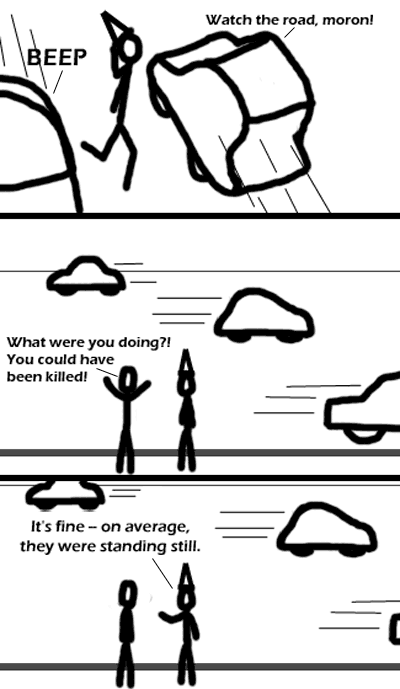 Watch the road, moron!
BEEP
What were you doing?!
You could have
been killed!
It's fine -- on average,
they were standing still.